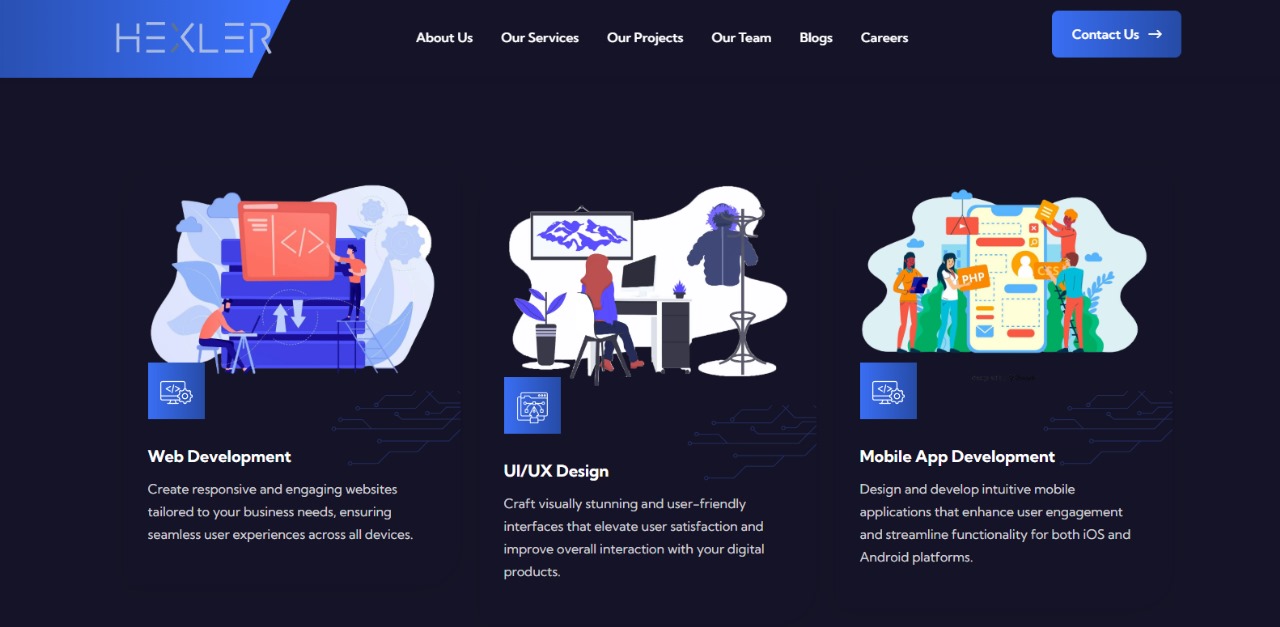 HEXLER
About Us
Our Services
Our Projects
Our Team
Blogs
Careers
Contact Us
</>
PHP
CSS
</>
</>
Web Development
Create responsive and engaging websites
tailored to your business needs, ensuring
seamless user experiences across all devices.
UI/UX Design
Craft visually stunning and user-friendly
interfaces that elevate user satisfaction and
improve overall interaction with your digital
products.
Mobile App Development
Design and develop intuitive mobile
applications that enhance user engagement
and streamline functionality for both iOS and
Android platforms.